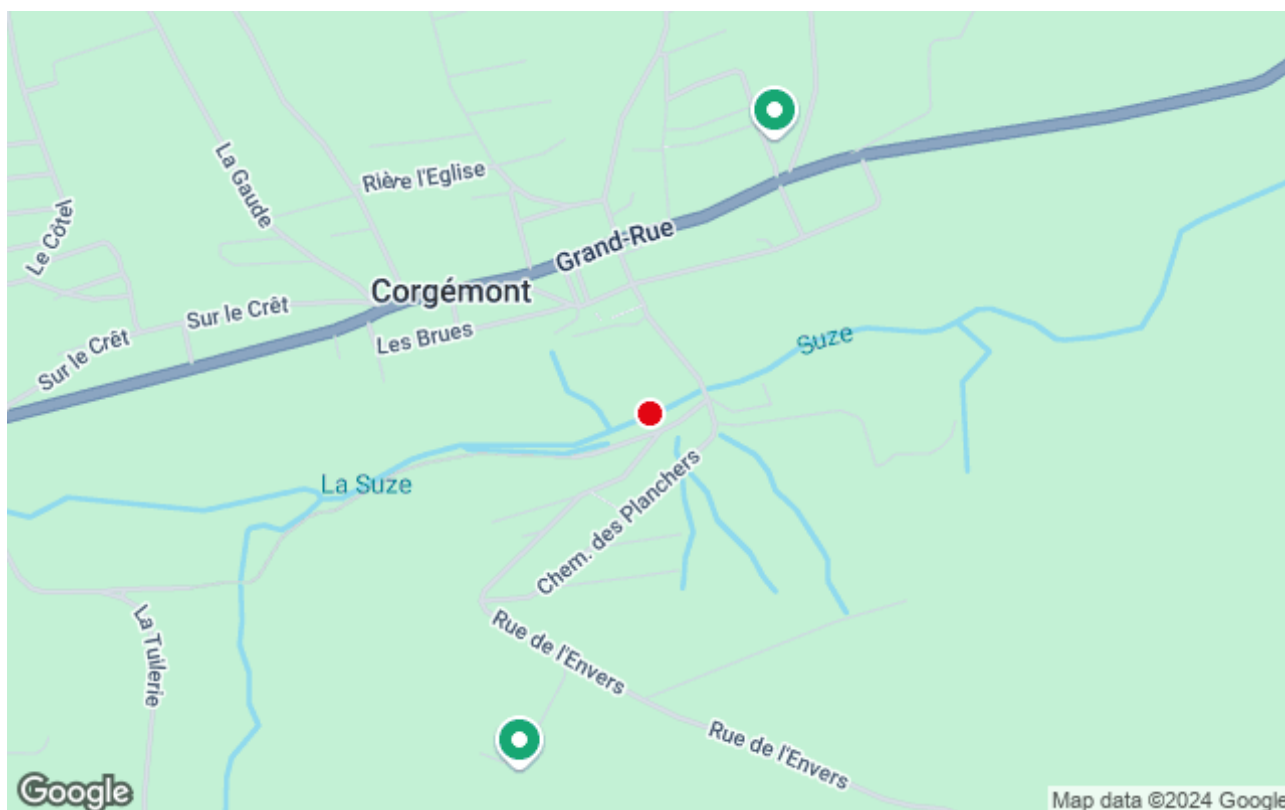 La Gaude
Rière l'Eglise
Le Côtel
Grand-Rue
Corgémont
Sur le Crêt
Sur le Crêt
Les Brues
Suze
La Suze
Chem. des Planchers
La Tuilerie
Rue de l'Envers
Rue de l'Envers
Google
Map data ©2024 Google